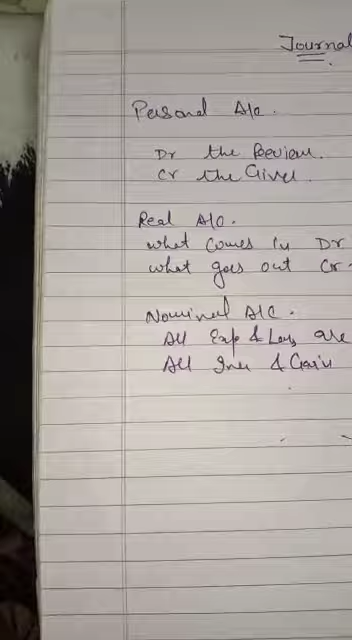 Journal
Personal A/c.
Dr the Reciever.
Cr the Giver
Real A/c.
what comes in Dr
what goes out Cr.
Nominal A/C.
All Exp & Loss are
All Inc & Gain